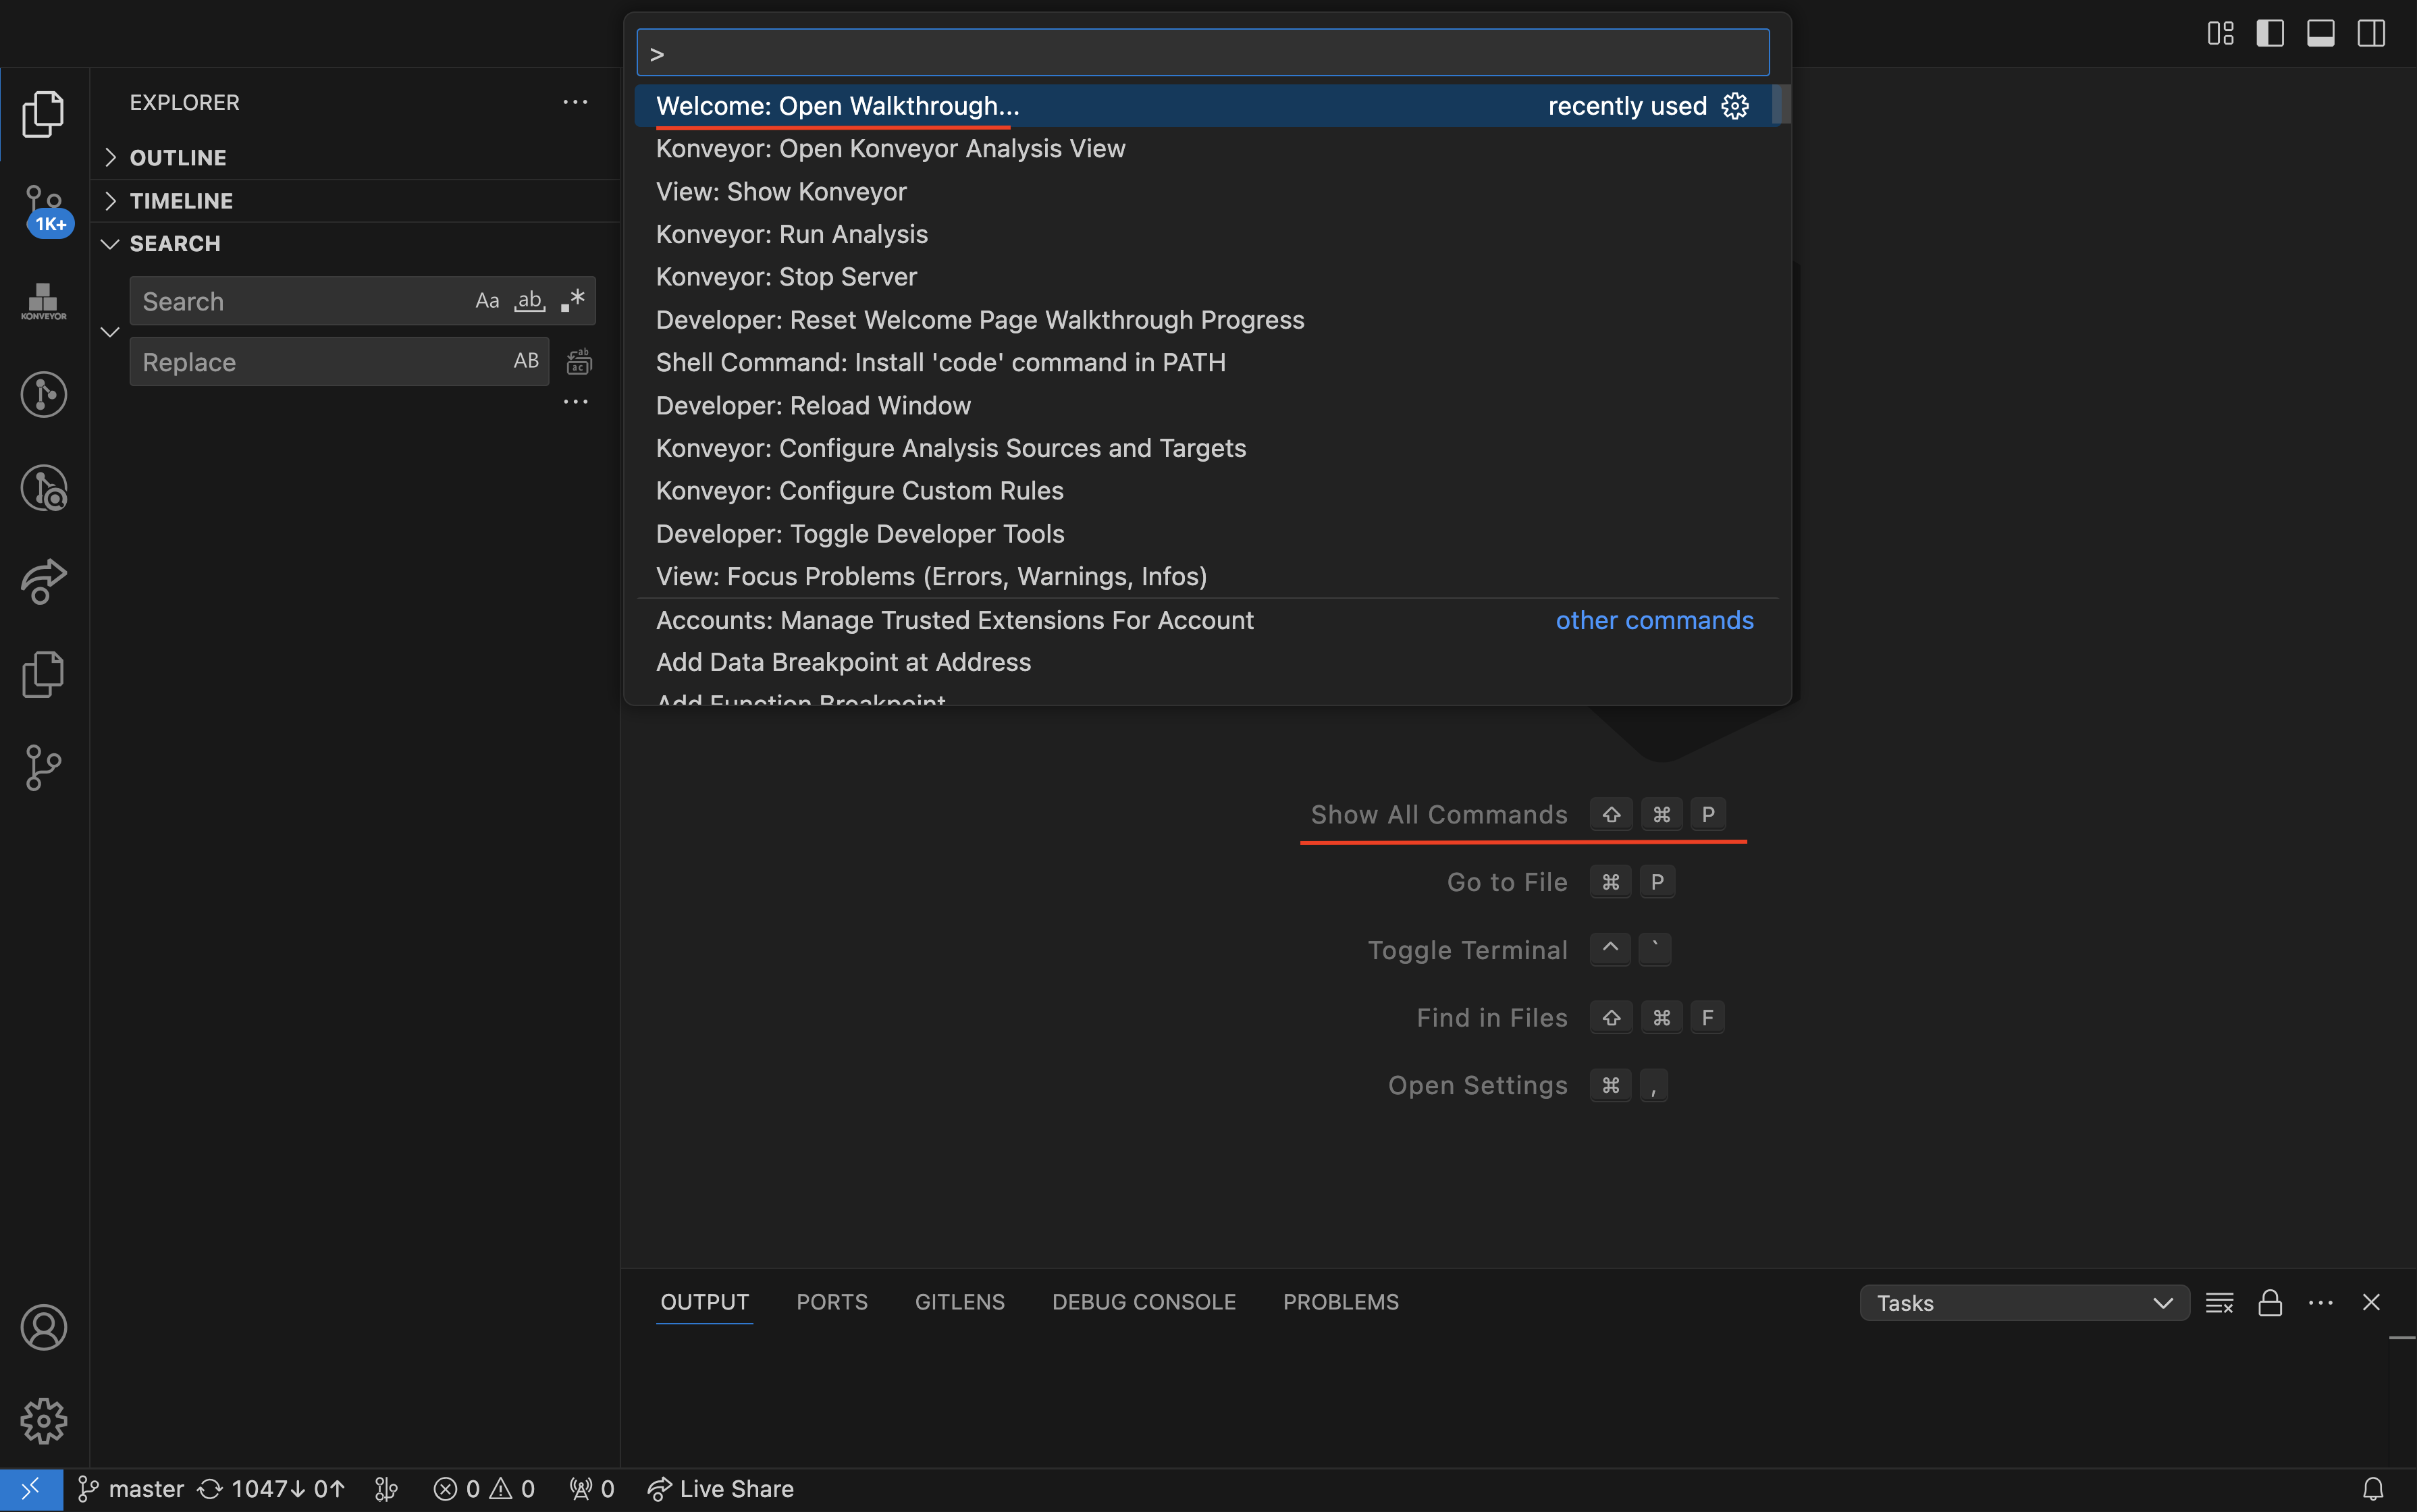 >
Welcome: Open Walkthrough... recently used
Konveyor: Open Konveyor Analysis View
View: Show Konveyor
Konveyor: Run Analysis
Konveyor: Stop Server
Developer: Reset Welcome Page Walkthrough Progress
Shell Command: Install 'code' command in PATH
Developer: Reload Window
Konveyor: Configure Analysis Sources and Targets
Konveyor: Configure Custom Rules
Developer: Toggle Developer Tools
View: Focus Problems (Errors, Warnings, Infos)
Accounts: Manage Trusted Extensions For Account other commands
Add Data Breakpoint at Address
Add Function Breakpoint
EXPLORER ...
OUTLINE
TIMELINE
SEARCH
Search Aa ab .*
Replace AB ab ac
...
1K+
KONVEYOR
Show All Commands ⇧ ⌘ P
Go to File ⌘ P
Toggle Terminal ^ `
Find in Files ⇧ ⌘ F
Open Settings ⌘ ,
OUTPUT PORTS GITLENS DEBUG CONSOLE PROBLEMS Tasks ...
master 1047↓ 0↑ 0 0 0 Live Share